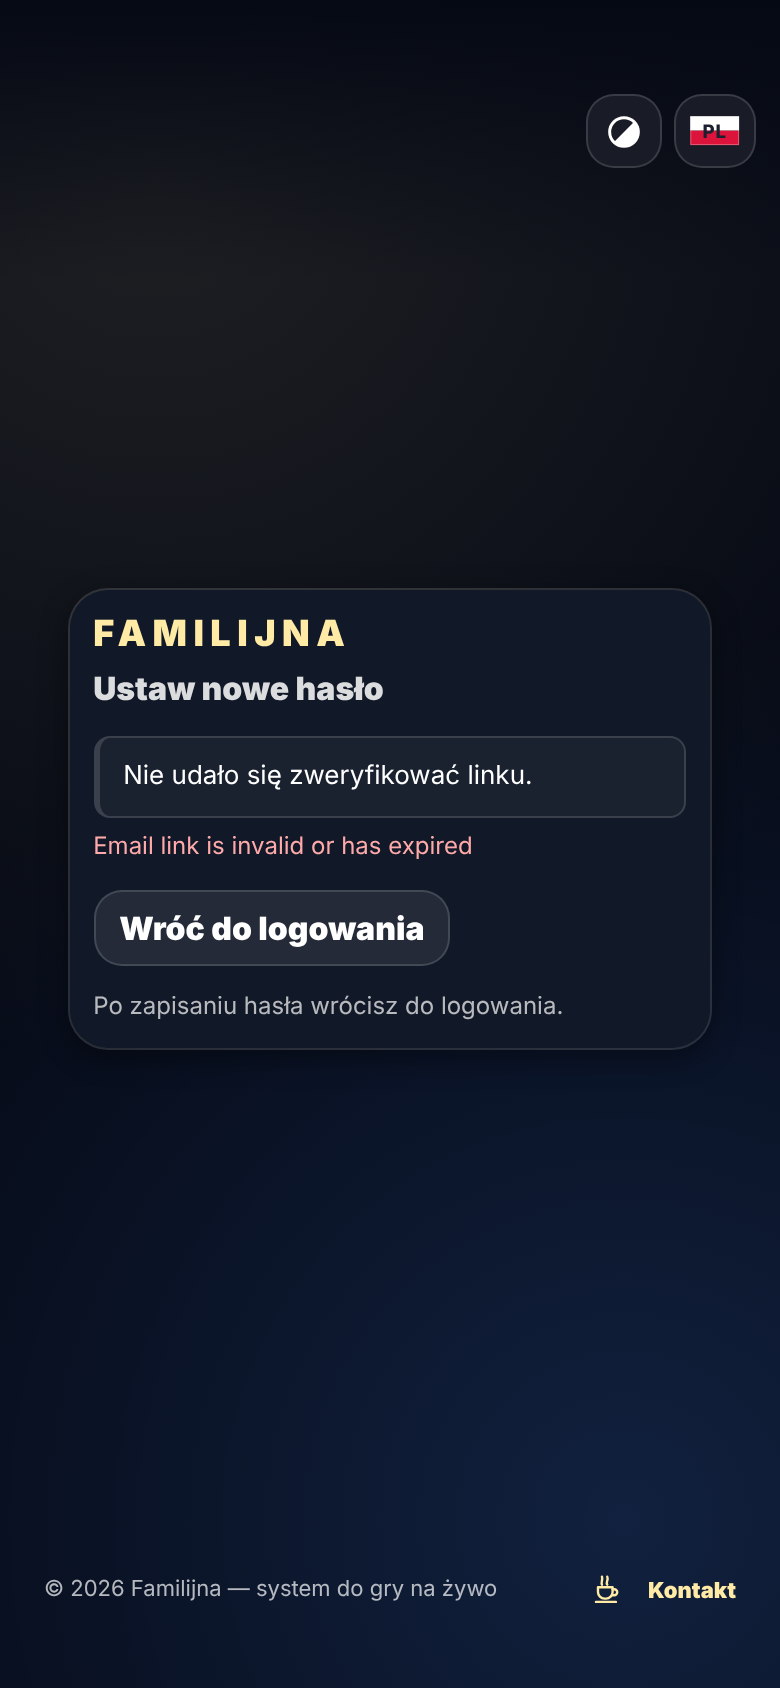 PL
FAMILIJNA
Ustaw nowe hasło
Nie udało się zweryfikować linku.
Email link is invalid or has expired
Wróć do logowania
Po zapisaniu hasła wrócisz do logowania.
© 2026 Familijna — system do gry na żywo
Kontakt